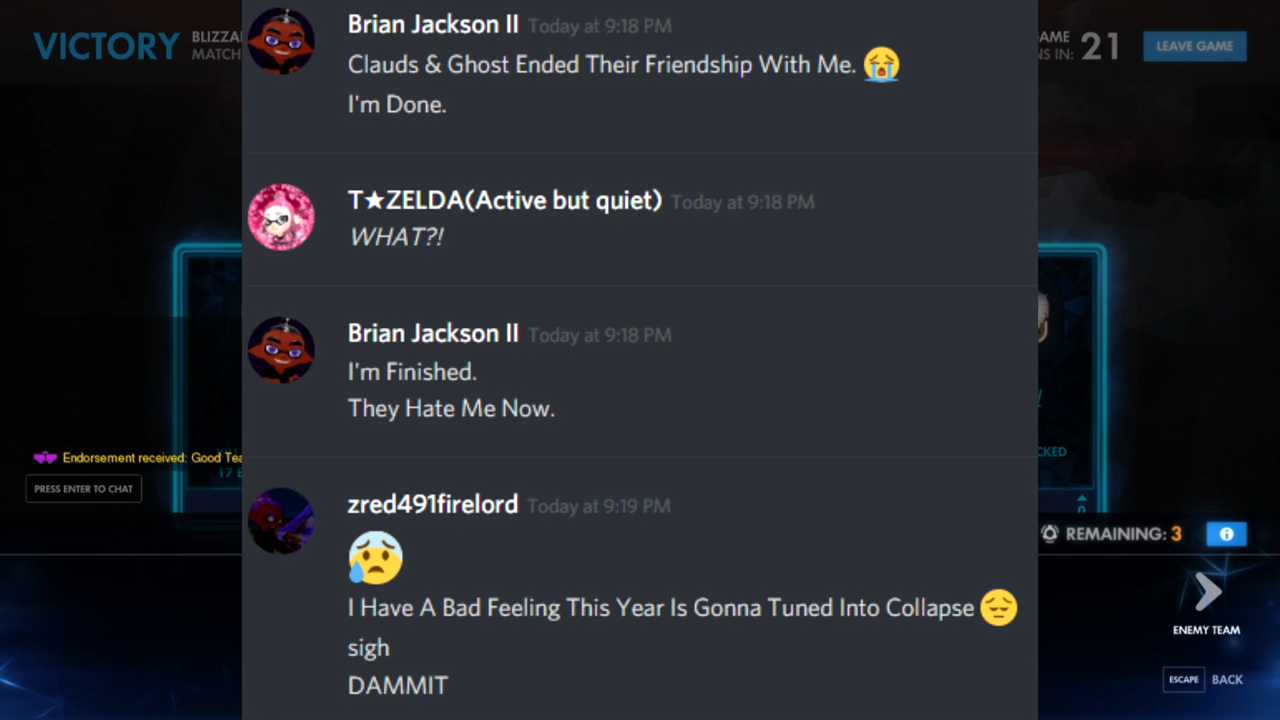 VICTORY
BLIZZA
MATCH
AME
NS IN: 21
LEAVE GAME
Brian Jackson II Today at 9:18 PM
Clauds & Ghost Ended Their Friendship With Me. 😭
I'm Done.
T★ZELDA(Active but quiet) Today at 9:18 PM
WHAT?!
Brian Jackson II Today at 9:18 PM
I'm Finished.
They Hate Me Now.
Endorsement received: Good Tea
17
CKED
PRESS ENTER TO CHAT
zred491firelord Today at 9:19 PM
😰
I Have A Bad Feeling This Year Is Gonna Tuned Into Collapse 😔
sigh
DAMMIT
REMAINING: 3
ENEMY TEAM
ESCAPE BACK